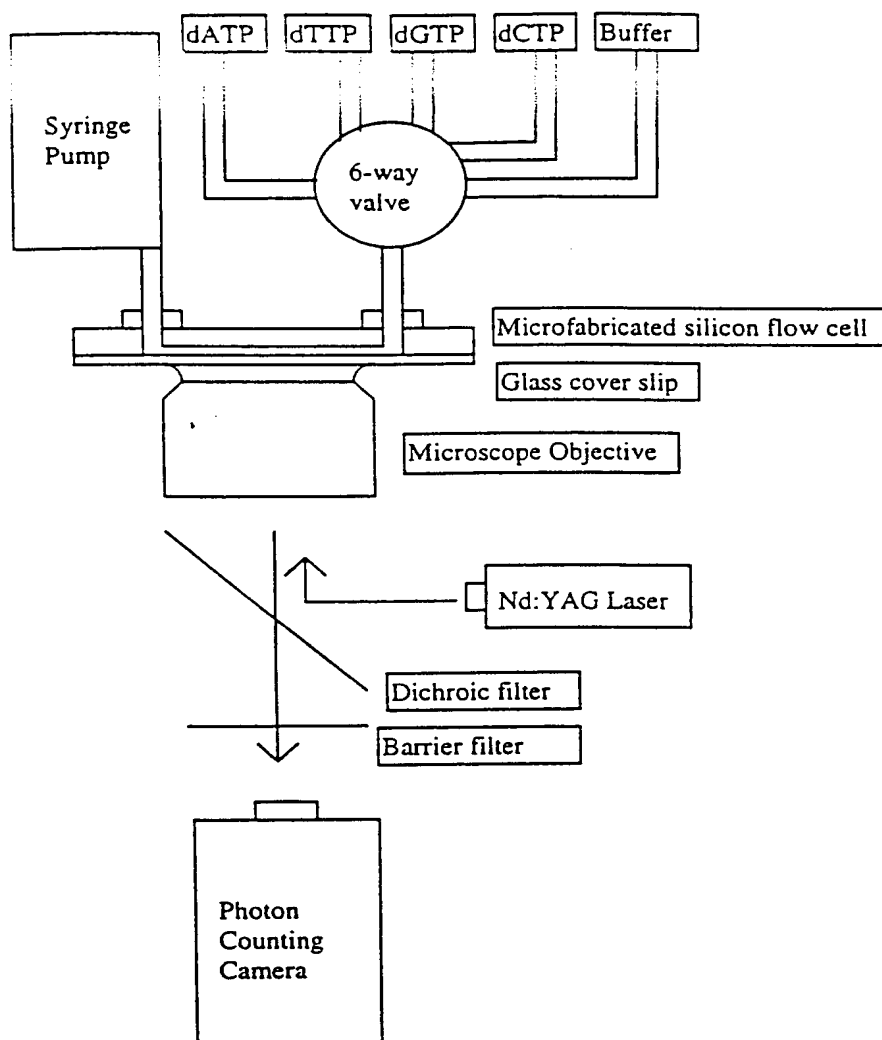 dATP dTTP dGTP dCTP Buffer
Syringe
Pump
6-way
valve
Microfabricated silicon flow cell
Glass cover slip
Microscope Objective
Nd:YAG Laser
Dichroic filter
Barrier filter
Photon
Counting
Camera